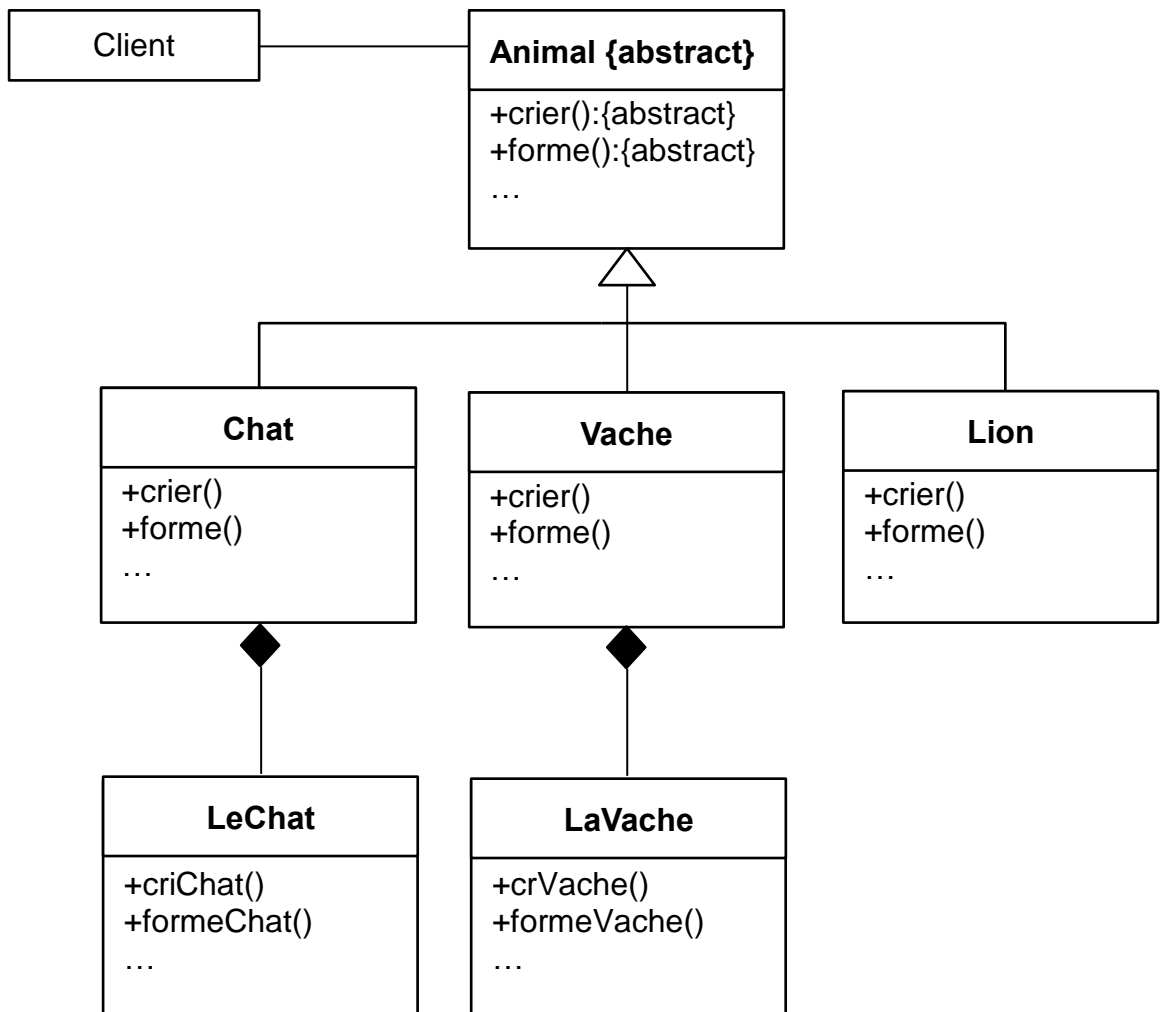 Client
Animal {abstract}
+crier():{abstract}
+forme():{abstract}
…
Chat
+crier()
+forme()
…
Vache
+crier()
+forme()
…
Lion
+crier()
+forme()
…
LeChat
+criChat()
+formeChat()
…
LaVache
+crVache()
+formeVache()
…